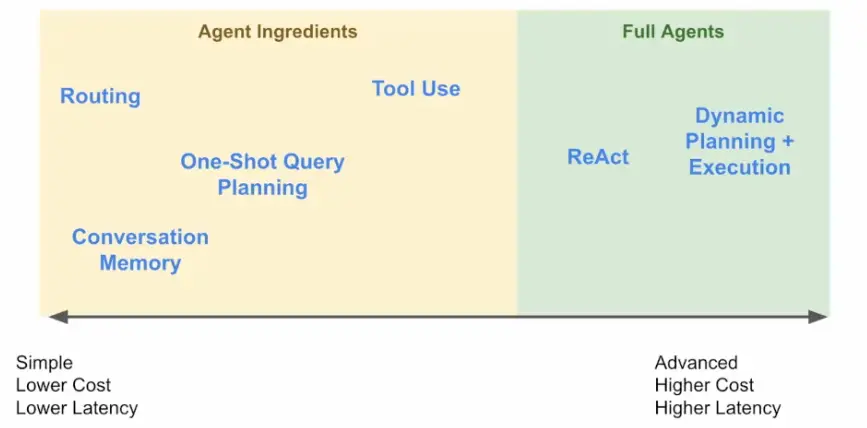 Agent Ingredients
Full Agents
Routing
Tool Use
One-Shot Query
Planning
Conversation
Memory
ReAct
Dynamic
Planning +
Execution
Simple
Lower Cost
Lower Latency
Advanced
Higher Cost
Higher Latency